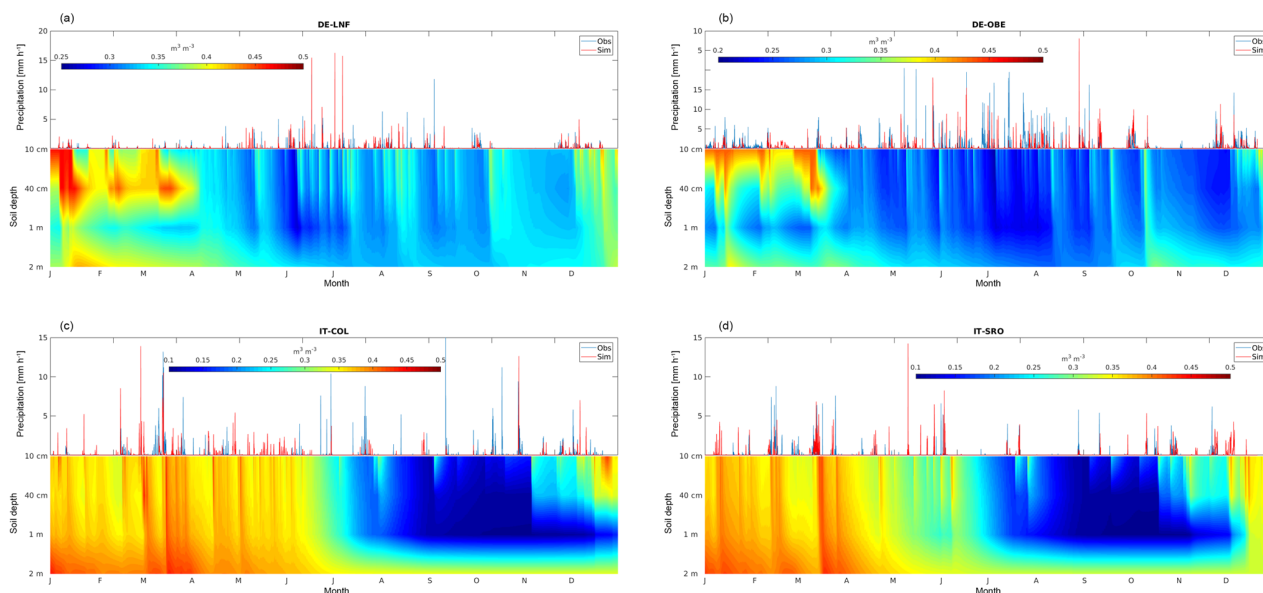 (a)
DE-LNF
Precipitation [mm h⁻¹]
20
15
10
5
m³ m⁻³
0.25 0.3 0.35 0.4 0.45 0.5
Obs
Sim
Soil depth
10 cm
40 cm
1 m
2 m
J F M A M J J A S O N D
Month
(b)
DE-OBE
Precipitation [mm h⁻¹]
10
5
20
15
10
5
m³ m⁻³
0.2 0.25 0.3 0.35 0.4 0.45 0.5
Obs
Sim
Soil depth
10 cm
40 cm
1 m
2 m
J F M A M J J A S O N D
Month
(c)
IT-COL
Precipitation [mm h⁻¹]
15
10
5
m³ m⁻³
0.1 0.15 0.2 0.25 0.3 0.35 0.4 0.45 0.5
Obs
Sim
Soil depth
10 cm
40 cm
1 m
2 m
J F M A M J J A S O N D
Month
(d)
IT-SRO
Precipitation [mm h⁻¹]
15
10
5
m³ m⁻³
0.1 0.15 0.2 0.25 0.3 0.35 0.4 0.45 0.5
Obs
Sim
Soil depth
10 cm
40 cm
1 m
2 m
J F M A M J J A S O N D
Month